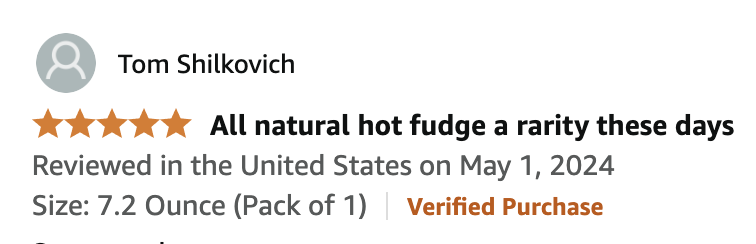 Tom Shilkovich
All natural hot fudge a rarity these days
Reviewed in the United States on May 1, 2024
Size: 7.2 Ounce (Pack of 1) | Verified Purchase